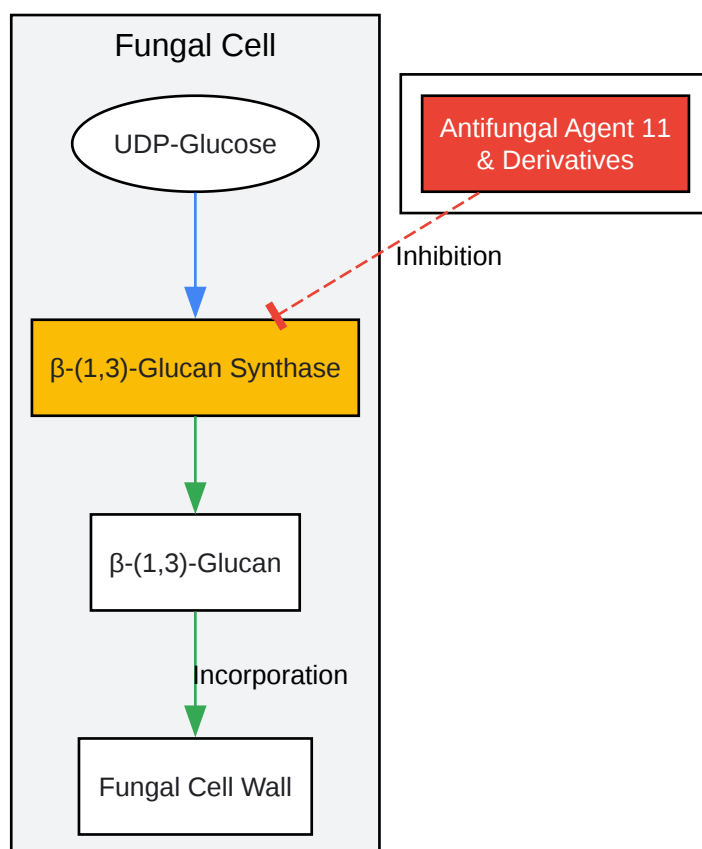 Fungal Cell
UDP-Glucose
Antifungal Agent 11
& Derivatives
Inhibition
β-(1,3)-Glucan Synthase
β-(1,3)-Glucan
Incorporation
Fungal Cell Wall